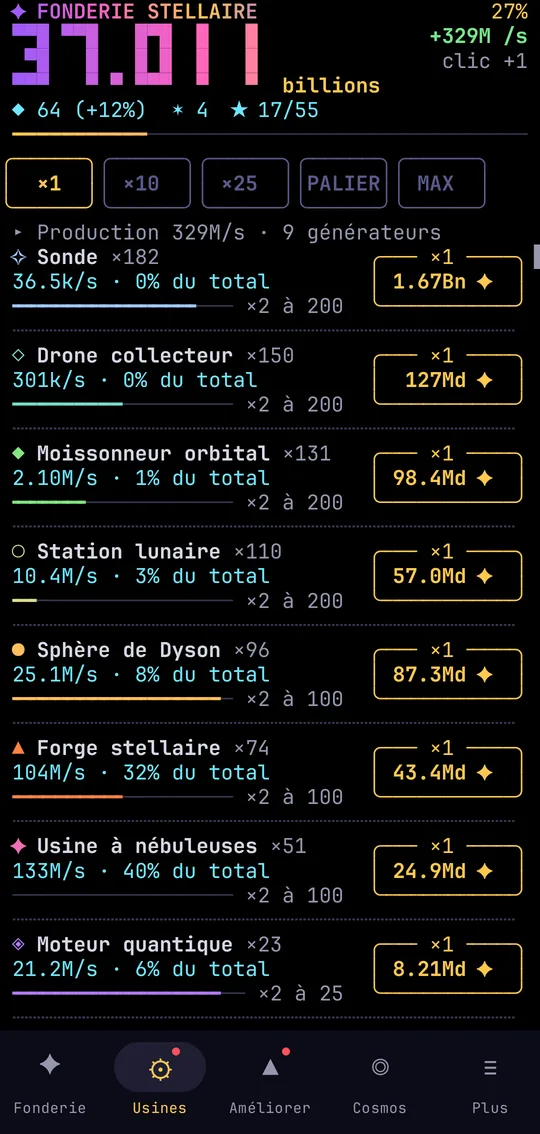 ✦ FONDERIE STELLAIRE 27%
37.011 billions
+329M /s
clic +1
◆ 64 (+12%) ✶ 4 ★ 17/55
×1 ×10 ×25 PALIER MAX
▸ Production 329M/s · 9 générateurs
✧ Sonde ×182
36.5k/s · 0% du total
×2 à 200
×1
1.67Bn ✦
◇ Drone collecteur ×150
301k/s · 0% du total
×2 à 200
×1
127Md ✦
◆ Moissonneur orbital ×131
2.10M/s · 1% du total
×2 à 200
×1
98.4Md ✦
○ Station lunaire ×110
10.4M/s · 3% du total
×2 à 200
×1
57.0Md ✦
● Sphère de Dyson ×96
25.1M/s · 8% du total
×2 à 100
×1
87.3Md ✦
▲ Forge stellaire ×74
104M/s · 32% du total
×2 à 100
×1
43.4Md ✦
✦ Usine à nébuleuses ×51
133M/s · 40% du total
×2 à 100
×1
24.9Md ✦
◈ Moteur quantique ×23
21.2M/s · 6% du total
×2 à 25
×1
8.21Md ✦
Fonderie Usines Améliorer Cosmos Plus